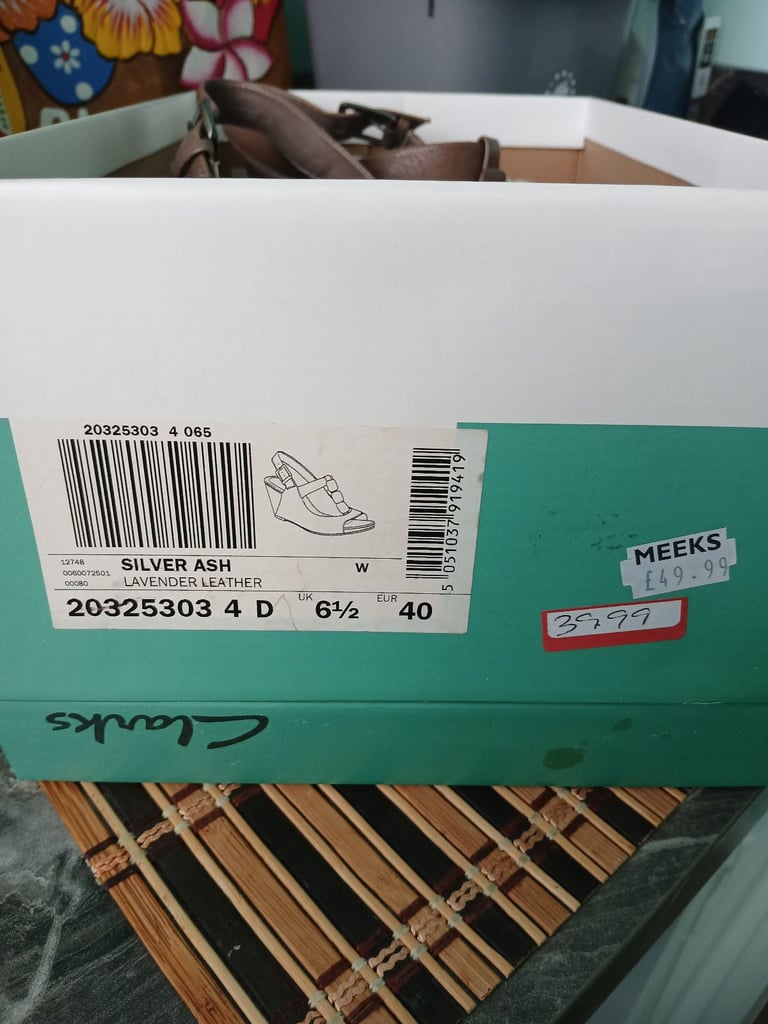 20325303 4 065
5 051037 919419
12748
0060072501
00080
SILVER ASH
LAVENDER LEATHER
W
20325303 4 D UK 6½ EUR 40
MEEKS
£49.99
39.99
Clarks